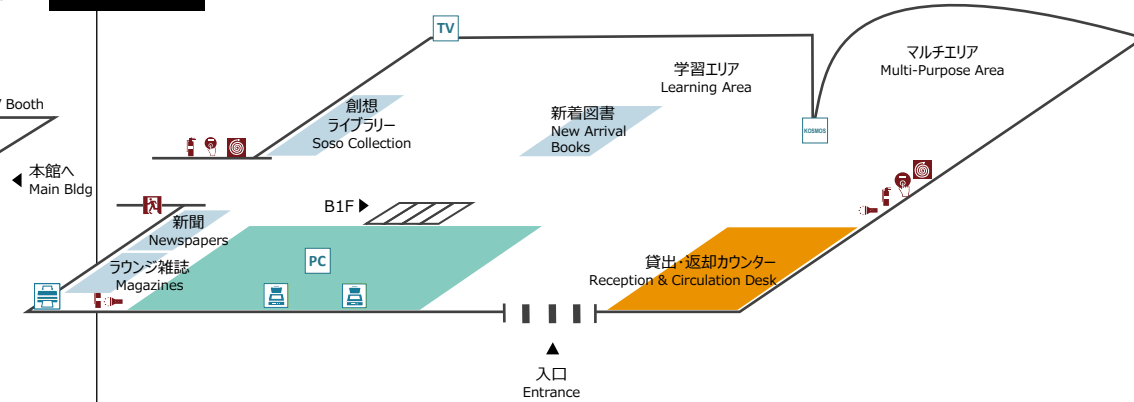 TV
マルチエリア
Multi-Purpose Area
学習エリア
Learning Area
Booth
創想
ライブラリー
Soso Collection
新着図書
New Arrival
Books
KOSMOS
本館へ
Main Bldg
B1F
新聞
Newspapers
PC
ラウンジ雑誌
Magazines
貸出・返却カウンター
Reception & Circulation Desk
入口
Entrance